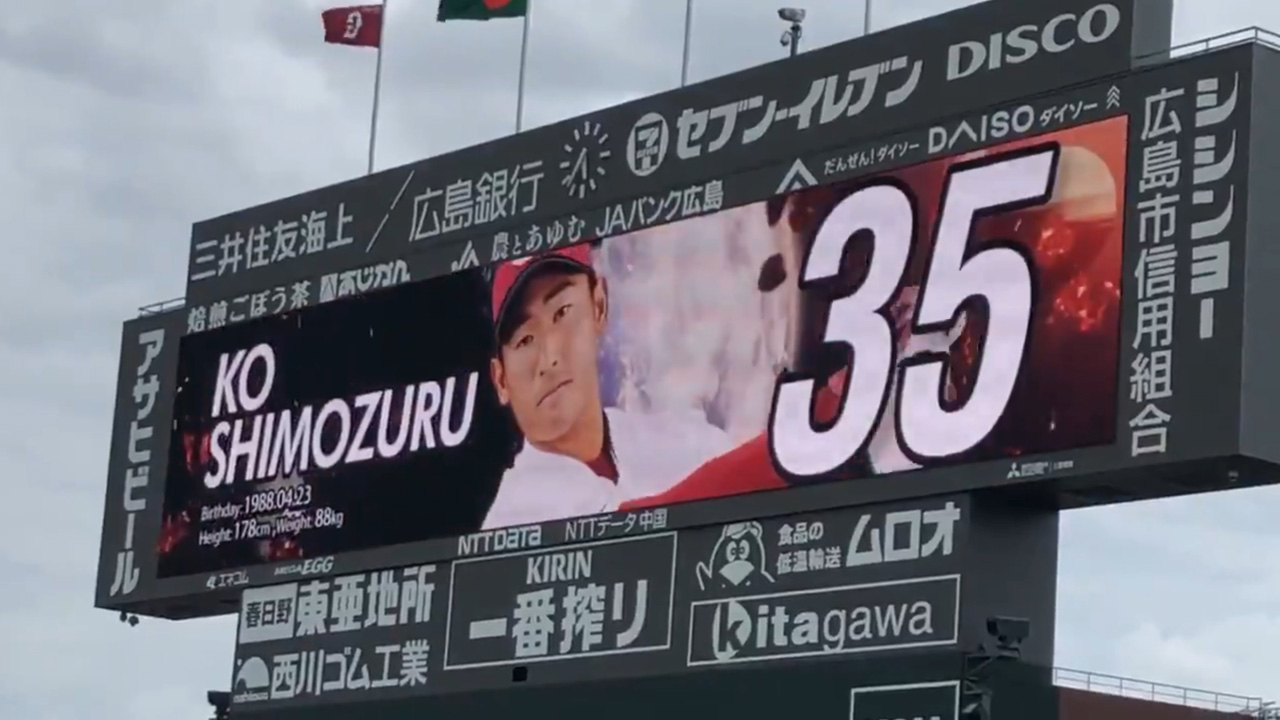 D
DISCO
セブン-イレブン
三井住友海上／広島銀行
だんぜん!ダイソー DAISO ダイソー
農とあゆむ JAバンク広島
焙煎ごぼう茶 あじかん
アサヒビール
広島市信用組合
シシンヨー
35
KO
SHIMOZURU
Birthday: 1988.04.23
Height: 178cm , Weight: 88kg
エネコム
NTTDATA NTTデータ中国
春日野 東亜地所
西川ゴム工業
KIRIN
一番搾り
食品の
低温輸送 ムロオ
kitagawa